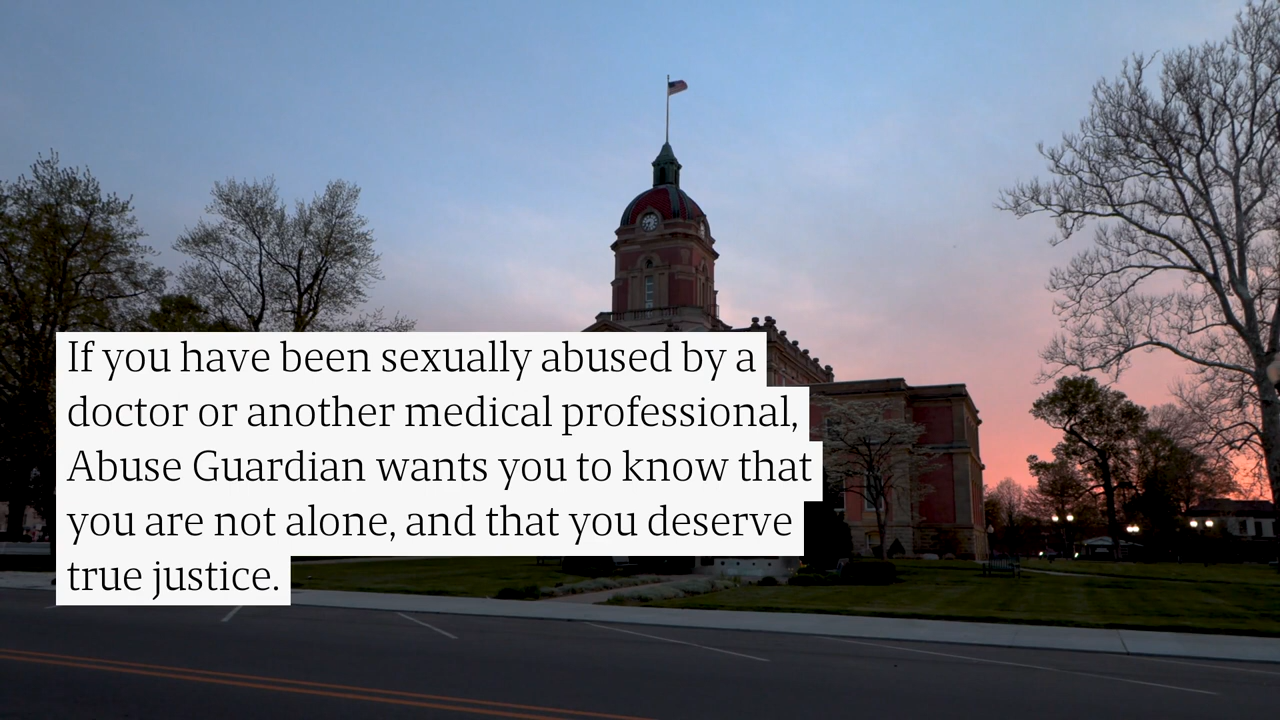 If you have been sexually abused by a
doctor or another medical professional,
Abuse Guardian wants you to know that
you are not alone, and that you deserve
true justice.